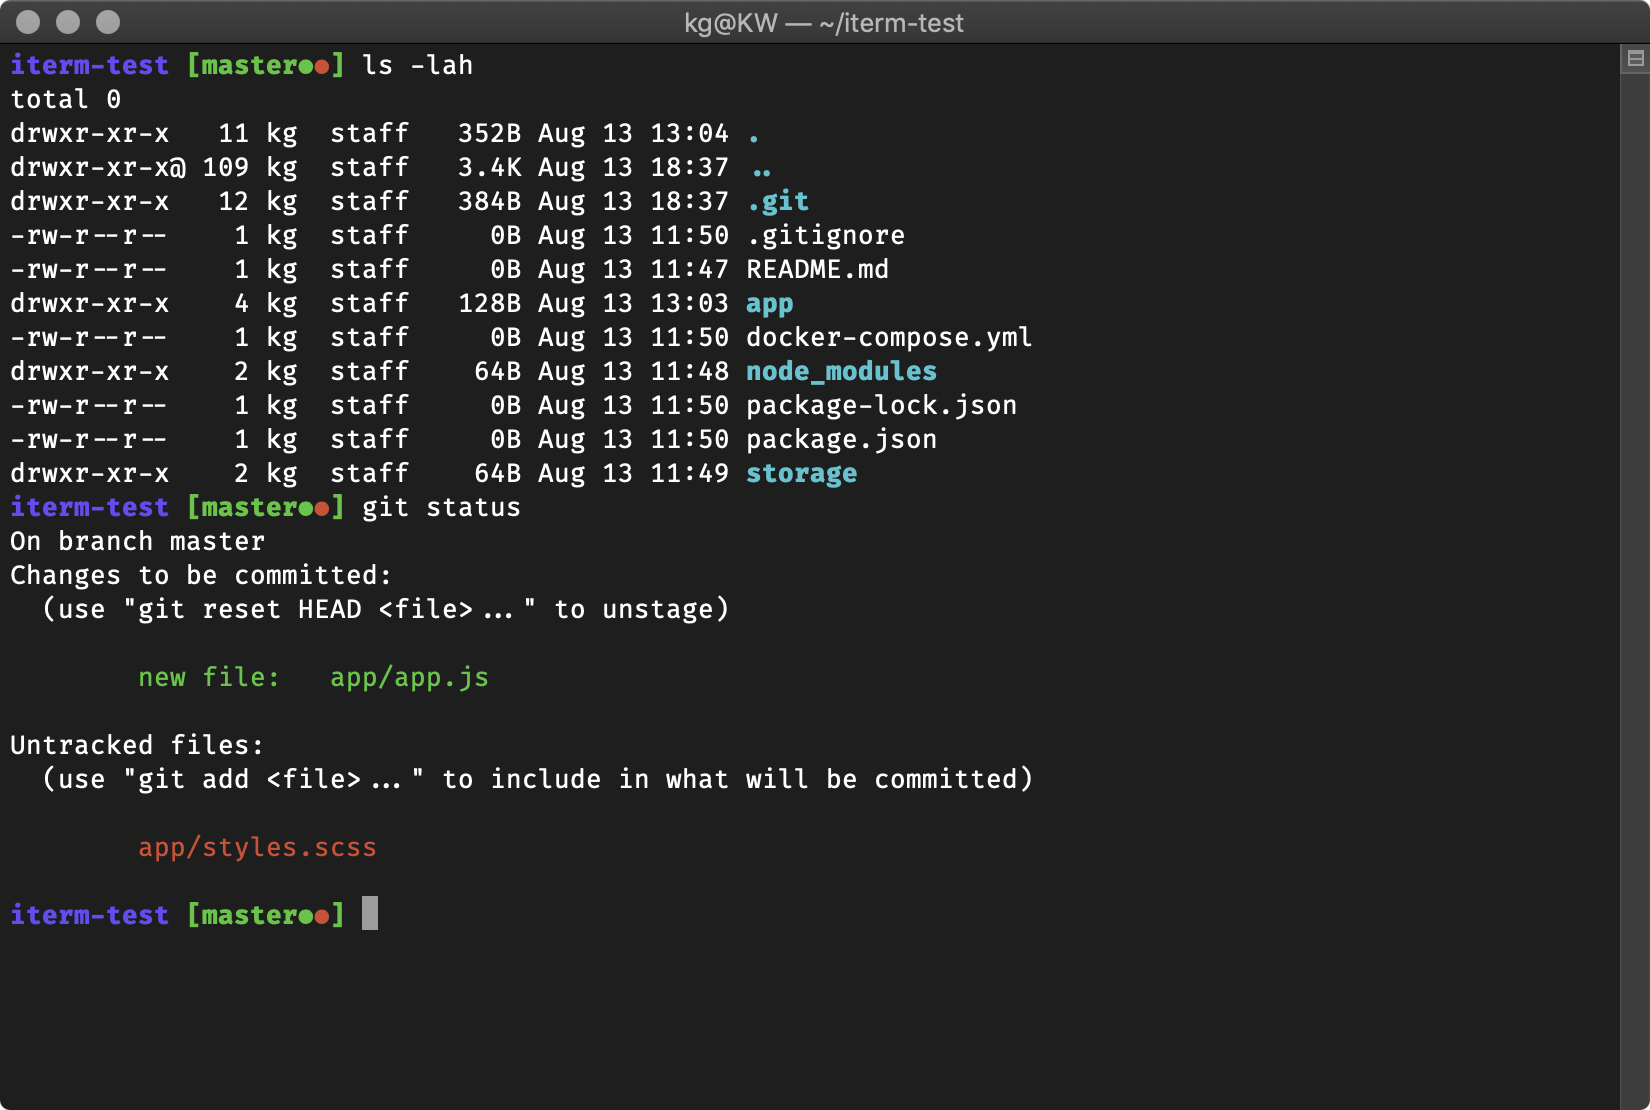 kg@KW — ~/iterm-test
iterm-test [master●●] ls -lah
total 0
drwxr-xr-x   11 kg  staff   352B Aug 13 13:04 .
drwxr-xr-x@ 109 kg  staff   3.4K Aug 13 18:37 ..
drwxr-xr-x   12 kg  staff   384B Aug 13 18:37 .git
-rw-r--r--    1 kg  staff     0B Aug 13 11:50 .gitignore
-rw-r--r--    1 kg  staff     0B Aug 13 11:47 README.md
drwxr-xr-x    4 kg  staff   128B Aug 13 13:03 app
-rw-r--r--    1 kg  staff     0B Aug 13 11:50 docker-compose.yml
drwxr-xr-x    2 kg  staff    64B Aug 13 11:48 node_modules
-rw-r--r--    1 kg  staff     0B Aug 13 11:50 package-lock.json
-rw-r--r--    1 kg  staff     0B Aug 13 11:50 package.json
drwxr-xr-x    2 kg  staff    64B Aug 13 11:49 storage
iterm-test [master●●] git status
On branch master
Changes to be committed:
  (use "git reset HEAD <file>..." to unstage)
        new file:   app/app.js
Untracked files:
  (use "git add <file>..." to include in what will be committed)
        app/styles.scss
iterm-test [master●●]